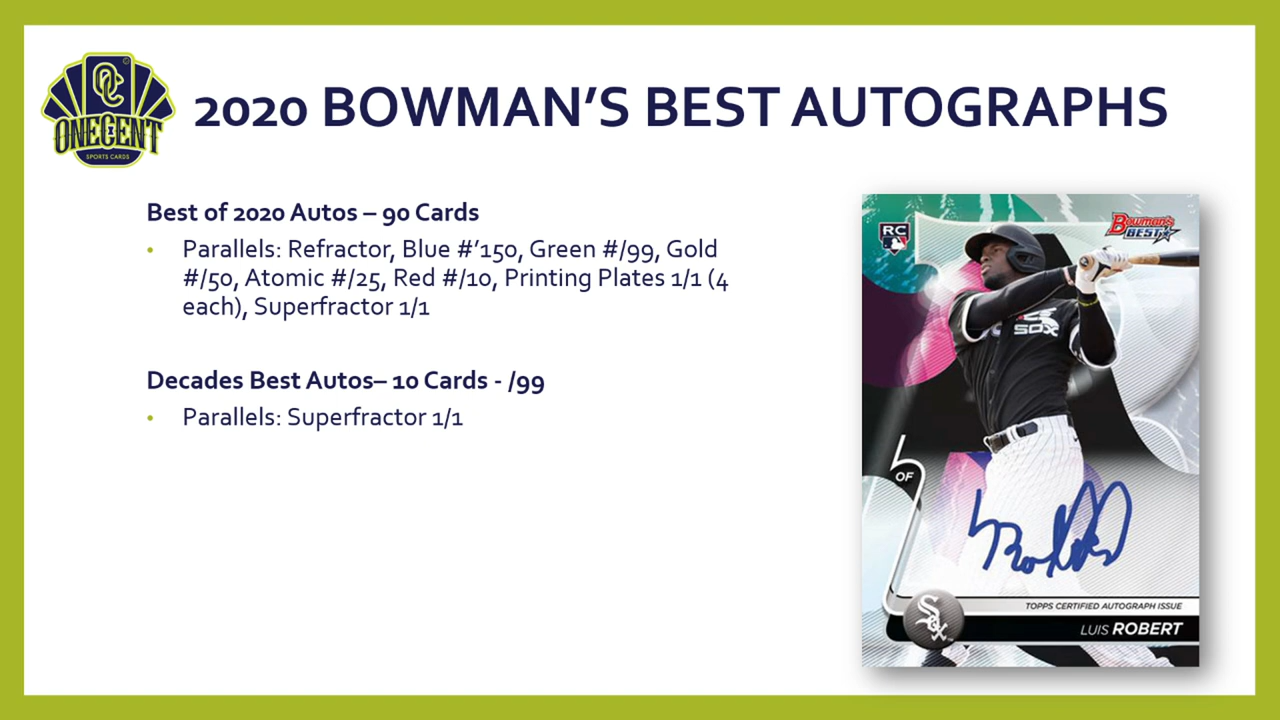 OC
ONECENT
SPORTS CARDS
2020 BOWMAN’S BEST AUTOGRAPHS
Best of 2020 Autos – 90 Cards
• Parallels: Refractor, Blue #’150, Green #/99, Gold
#/50, Atomic #/25, Red #/10, Printing Plates 1/1 (4
each), Superfractor 1/1
Decades Best Autos– 10 Cards - /99
• Parallels: Superfractor 1/1
RC
Bowman's
BEST
SOX
OF
TOPPS CERTIFIED AUTOGRAPH ISSUE
Sox
LUIS ROBERT